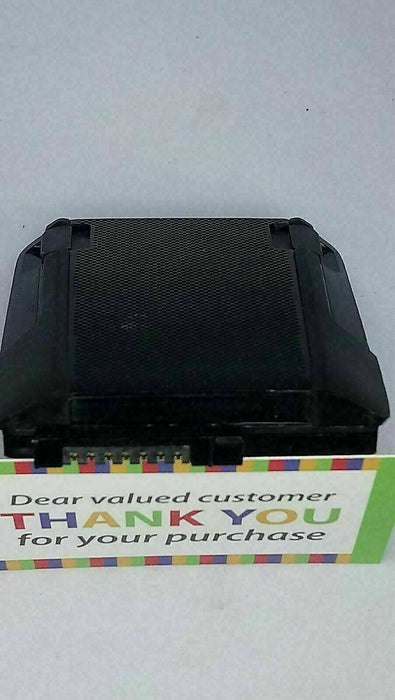 Dear valued customer
THANK YOU
for your purchase